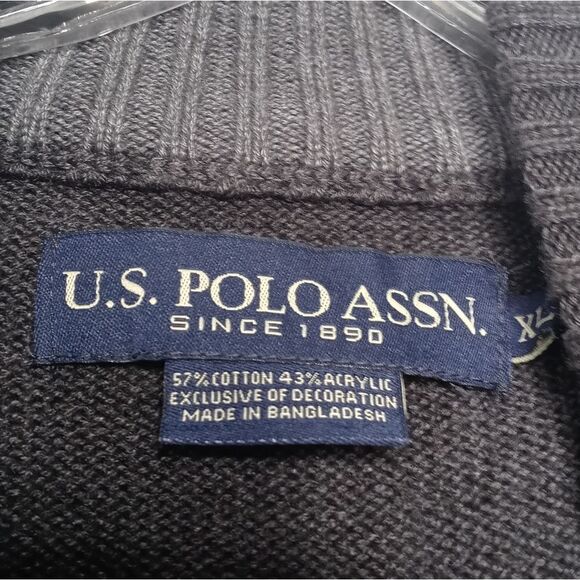 U.S. POLO ASSN.
SINCE 1890
XL
57% COTTON 43% ACRYLIC
EXCLUSIVE OF DECORATION
MADE IN BANGLADESH